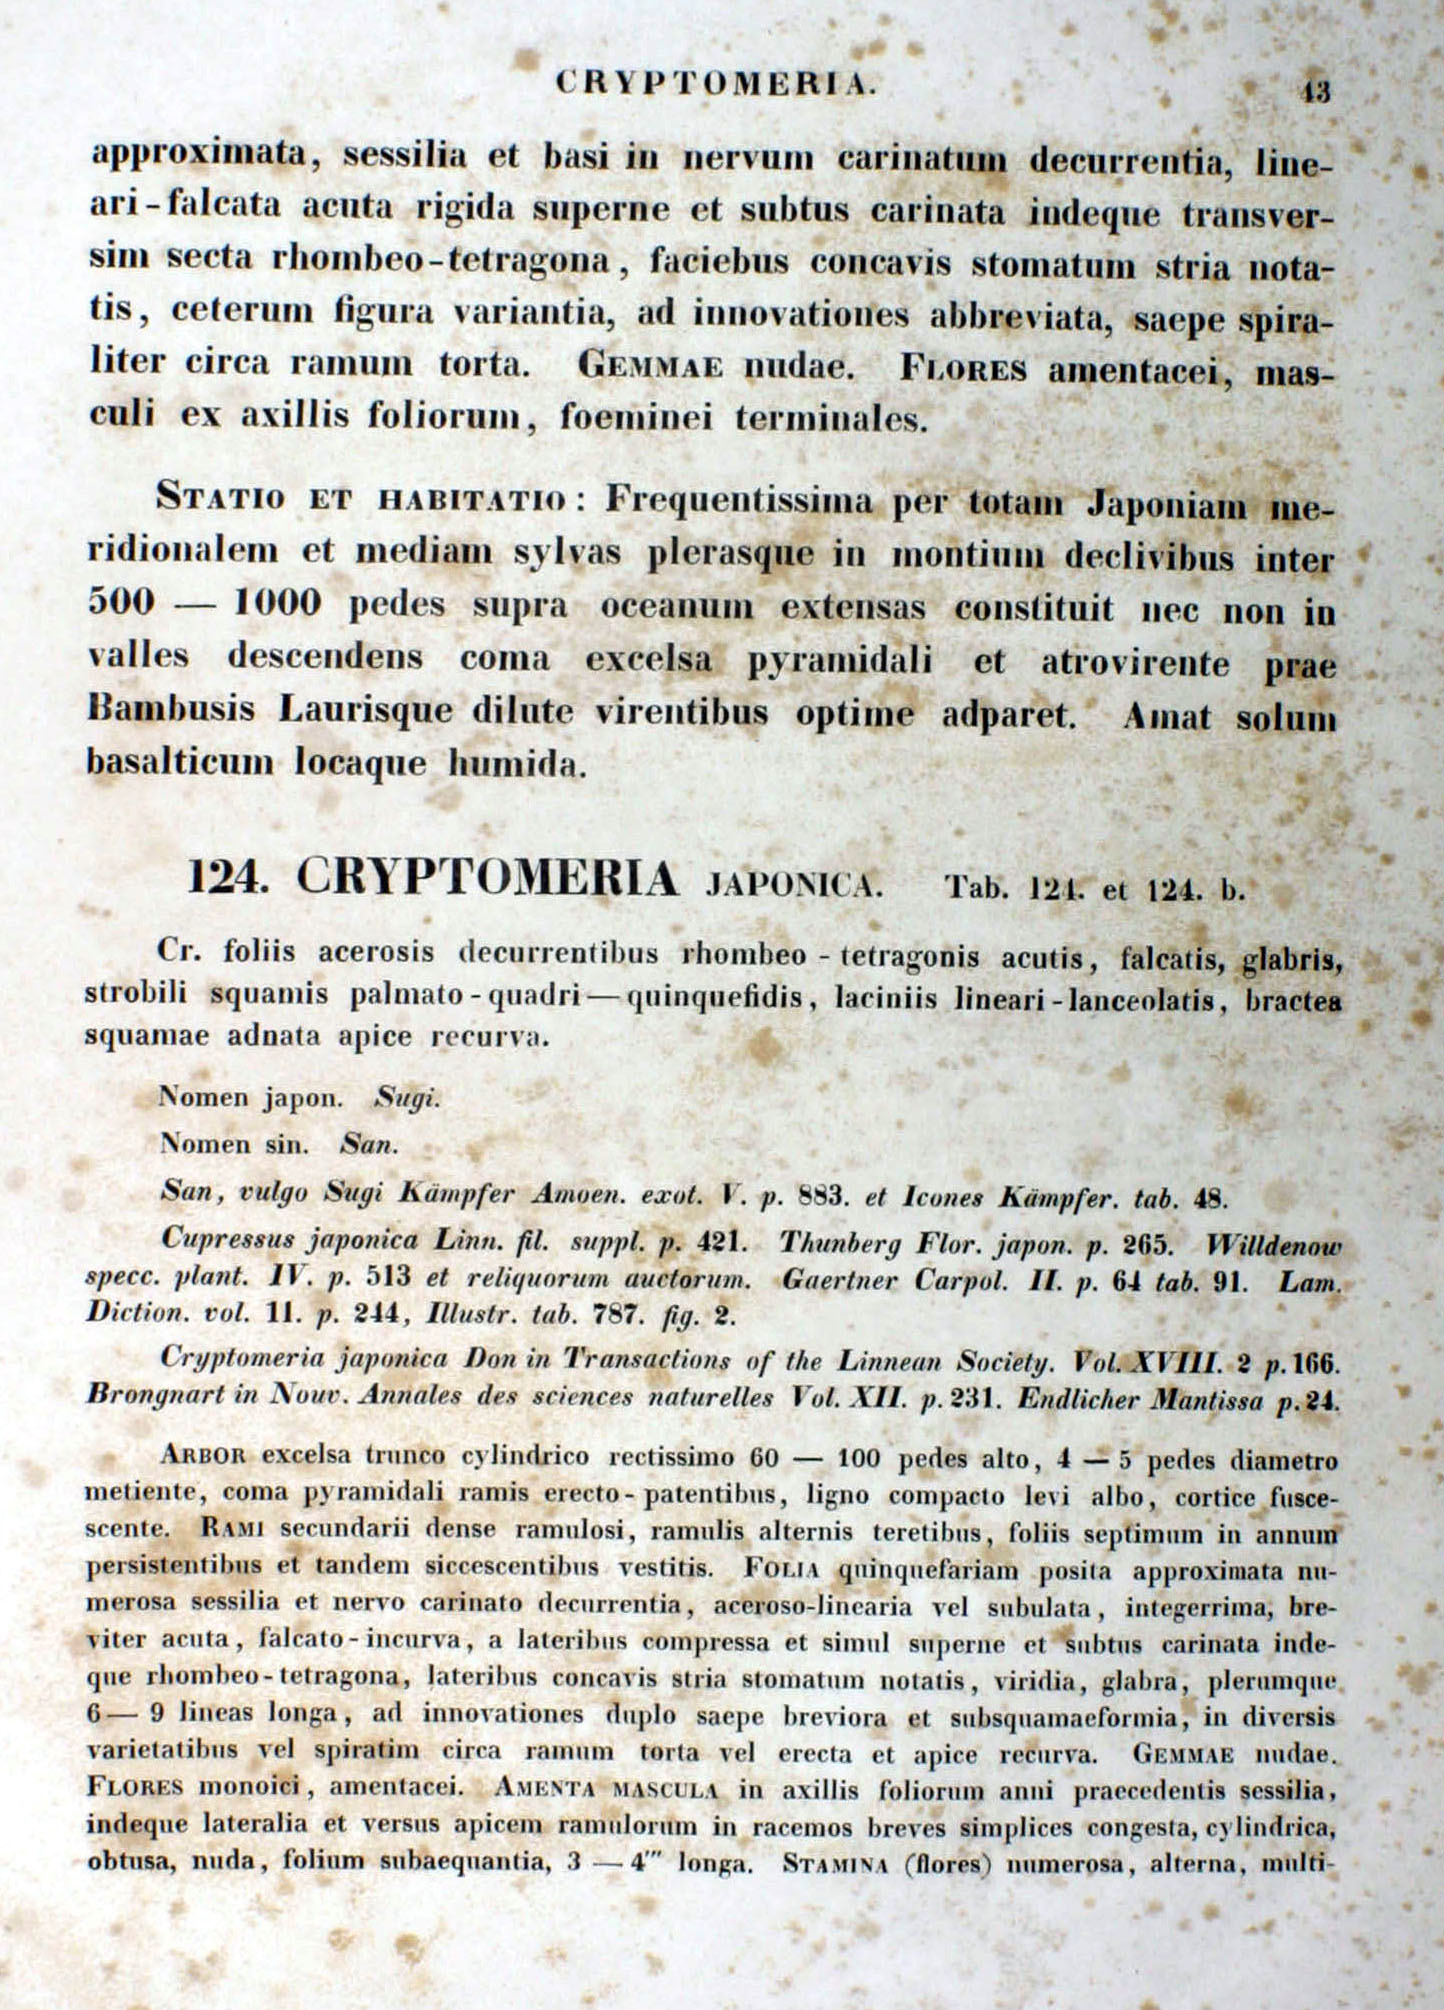 CRYPTOMERIA. 43
approximata, sessilia et basi in nervum carinatum decurrentia, line-
ari-falcata acuta rigida superne et subtus carinata indeque transver-
sim secta rhombeo-tetragona, faciebus concavis stomatum stria nota-
tis, ceterum figura variantia, ad innovationes abbreviata, saepe spira-
liter circa ramum torta. GEMMAE nudae. FLORES amentacei, mas-
culi ex axillis foliorum, foeminei terminales.
STATIO ET HABITATIO: Frequentissima per totam Japoniam me-
ridionalem et mediam sylvas plerasque in montium declivibus inter
500 — 1000 pedes supra oceanum extensas constituit nec non in
valles descendens coma excelsa pyramidali et atrovirente prae
Bambusis Laurisque dilute virentibus optime adparet. Amat solum
basalticum locaque humida.
124. CRYPTOMERIA JAPONICA. Tab. 124. et 124. b.
Cr. foliis acerosis decurrentibus rhombeo-tetragonis acutis, falcatis, glabris,
strobili squamis palmato-quadri—quinquefidis, laciniis lineari-lanceolatis, bractea
squamae adnata apice recurva.
Nomen japon. Sugi.
Nomen sin. San.
San, vulgo Sugi Kämpfer Amoen. exot. V. p. 883. et Icones Kämpfer. tab. 48.
Cupressus japonica Linn. fil. suppl. p. 421. Thunberg Flor. japon. p. 265. Willdenow
specc. plant. IV. p. 513 et reliquorum auctorum. Gaertner Carpol. II. p. 64 tab. 91. Lam.
Diction. vol. 11. p. 244, Illustr. tab. 787. fig. 2.
Cryptomeria japonica Don in Transactions of the Linnean Society. Vol. XVIII. 2 p. 166.
Brongnart in Nouv. Annales des sciences naturelles Vol. XII. p. 231. Endlicher Mantissa p. 24.
ARBOR excelsa trunco cylindrico rectissimo 60 — 100 pedes alto, 4 — 5 pedes diametro
metiente, coma pyramidali ramis erecto-patentibus, ligno compacto levi albo, cortice fusce-
scente. RAMI secundarii dense ramulosi, ramulis alternis teretibus, foliis septimum in annum
persistentibus et tandem siccescentibus vestitis. FOLIA quinquefariam posita approximata nu-
merosa sessilia et nervo carinato decurrentia, aceroso-linearia vel subulata, integerrima, bre-
viter acuta, falcato-incurva, a lateribus compressa et simul superne et subtus carinata inde-
que rhombeo-tetragona, lateribus concavis stria stomatum notatis, viridia, glabra, plerumque
6— 9 lineas longa, ad innovationes duplo saepe breviora et subsquamaeformia, in diversis
varietatibus vel spiratim circa ramum torta vel erecta et apice recurva. GEMMAE nudae.
FLORES monoici, amentacei. AMENTA MASCULA in axillis foliorum anni praecedentis sessilia,
indeque lateralia et versus apicem ramulorum in racemos breves simplices congesta, cylindrica,
obtusa, nuda, folium subaequantia, 3 — 4''' longa. STAMINA (flores) numerosa, alterna, multi-